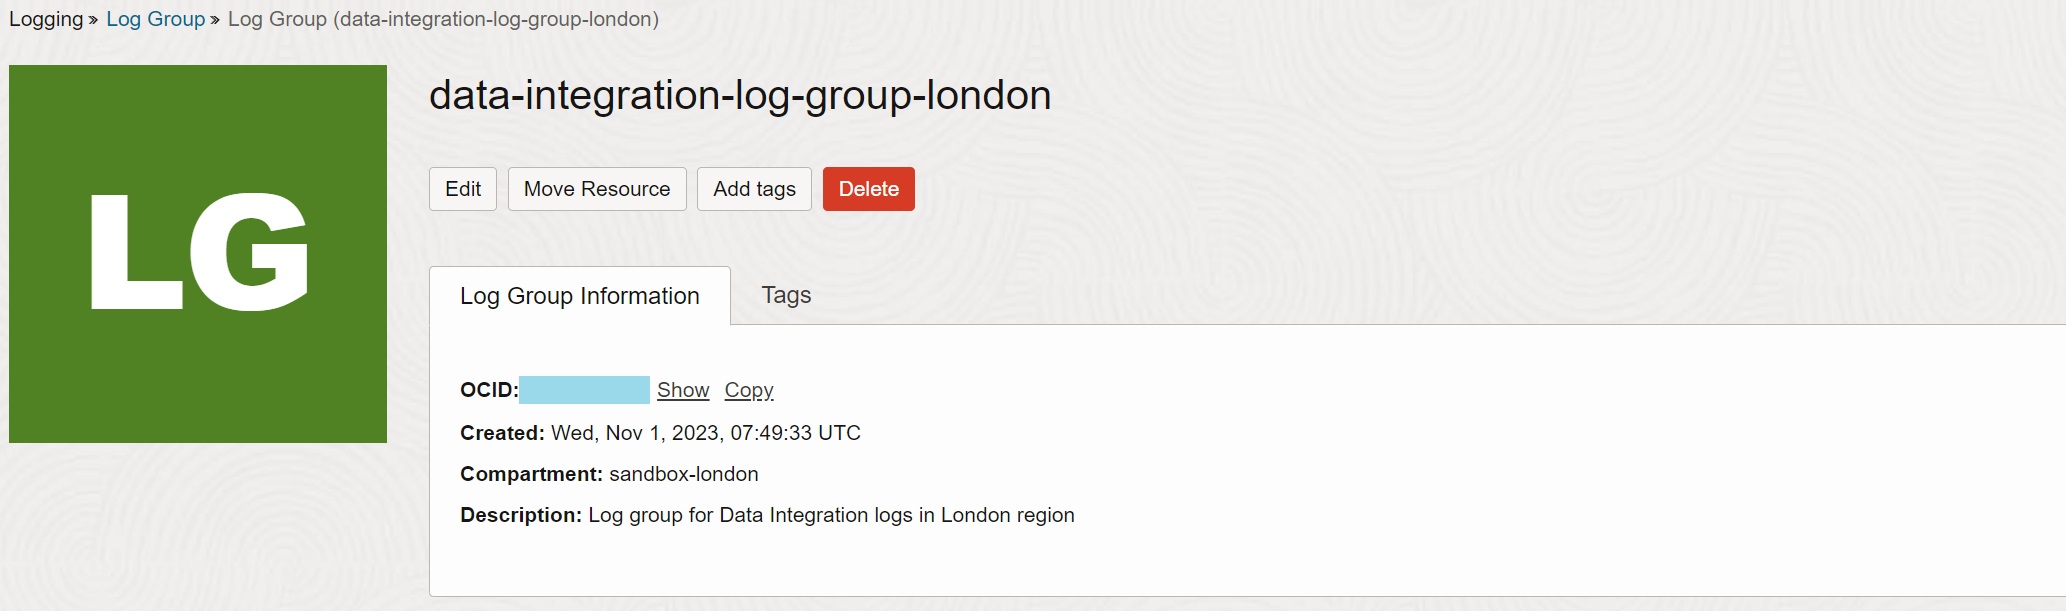 Logging » Log Group » Log Group (data-integration-log-group-london)
LG
data-integration-log-group-london
Edit Move Resource Add tags Delete
Log Group Information Tags
OCID: Show Copy
Created: Wed, Nov 1, 2023, 07:49:33 UTC
Compartment: sandbox-london
Description: Log group for Data Integration logs in London region